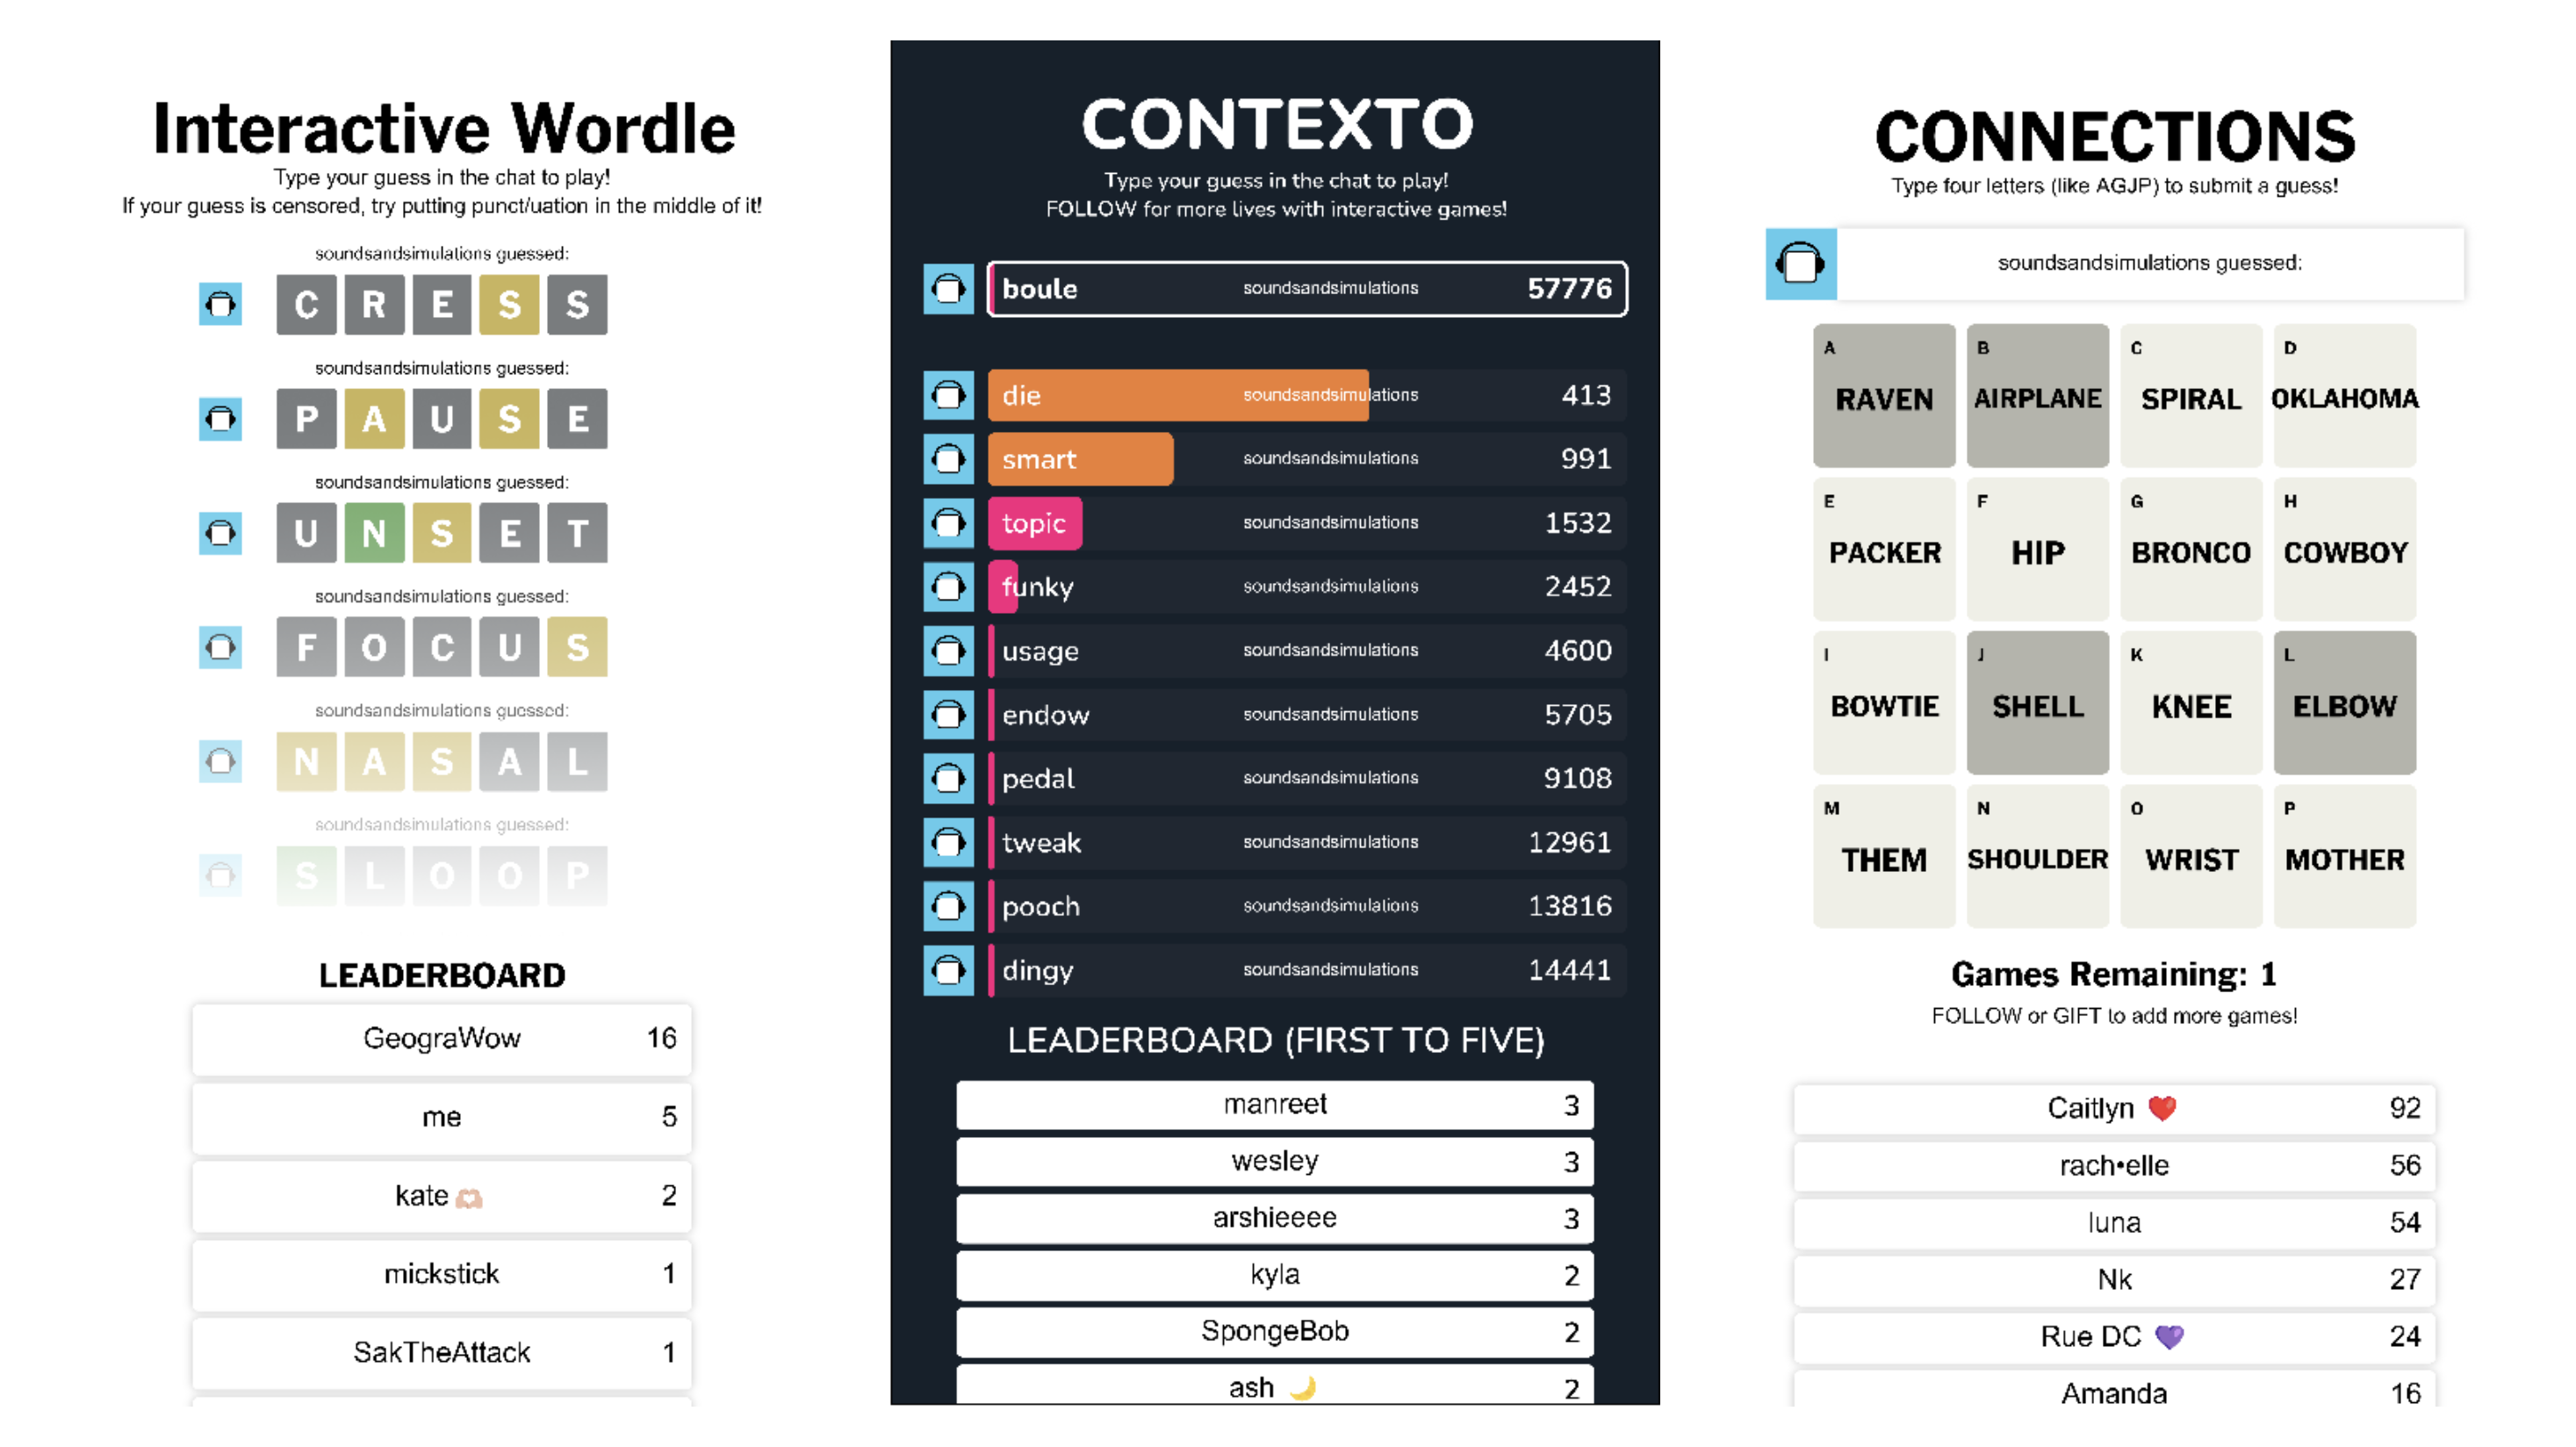 Interactive Wordle
Type your guess in the chat to play!
If your guess is censored, try putting punct/uation in the middle of it!
soundsandsimulations guessed:
C R E S S
soundsandsimulations guessed:
P A U S E
soundsandsimulations guessed:
U N S E T
soundsandsimulations guessed:
F O C U S
soundsandsimulations guessed:
N A S A L
soundsandsimulations guessed:
S L O O P
LEADERBOARD
GeograWow 16
me 5
kate 🫶🏻 2
mickstick 1
SakTheAttack 1
CONTEXTO
Type your guess in the chat to play!
FOLLOW for more lives with interactive games!
boule soundsandsimulations 57776
die soundsandsimulations 413
smart soundsandsimulations 991
topic soundsandsimulations 1532
funky soundsandsimulations 2452
usage soundsandsimulations 4600
endow soundsandsimulations 5705
pedal soundsandsimulations 9108
tweak soundsandsimulations 12961
pooch soundsandsimulations 13816
dingy soundsandsimulations 14441
LEADERBOARD (FIRST TO FIVE)
manreet 3
wesley 3
arshieeee 3
kyla 2
SpongeBob 2
ash 🌙 2
CONNECTIONS
Type four letters (like AGJP) to submit a guess!
soundsandsimulations guessed:
A B C D
RAVEN AIRPLANE SPIRAL OKLAHOMA
E F G H
PACKER HIP BRONCO COWBOY
I J K L
BOWTIE SHELL KNEE ELBOW
M N O P
THEM SHOULDER WRIST MOTHER
Games Remaining: 1
FOLLOW or GIFT to add more games!
Caitlyn ❤️ 92
rach•elle 56
luna 54
Nk 27
Rue DC 💜 24
Amanda 16